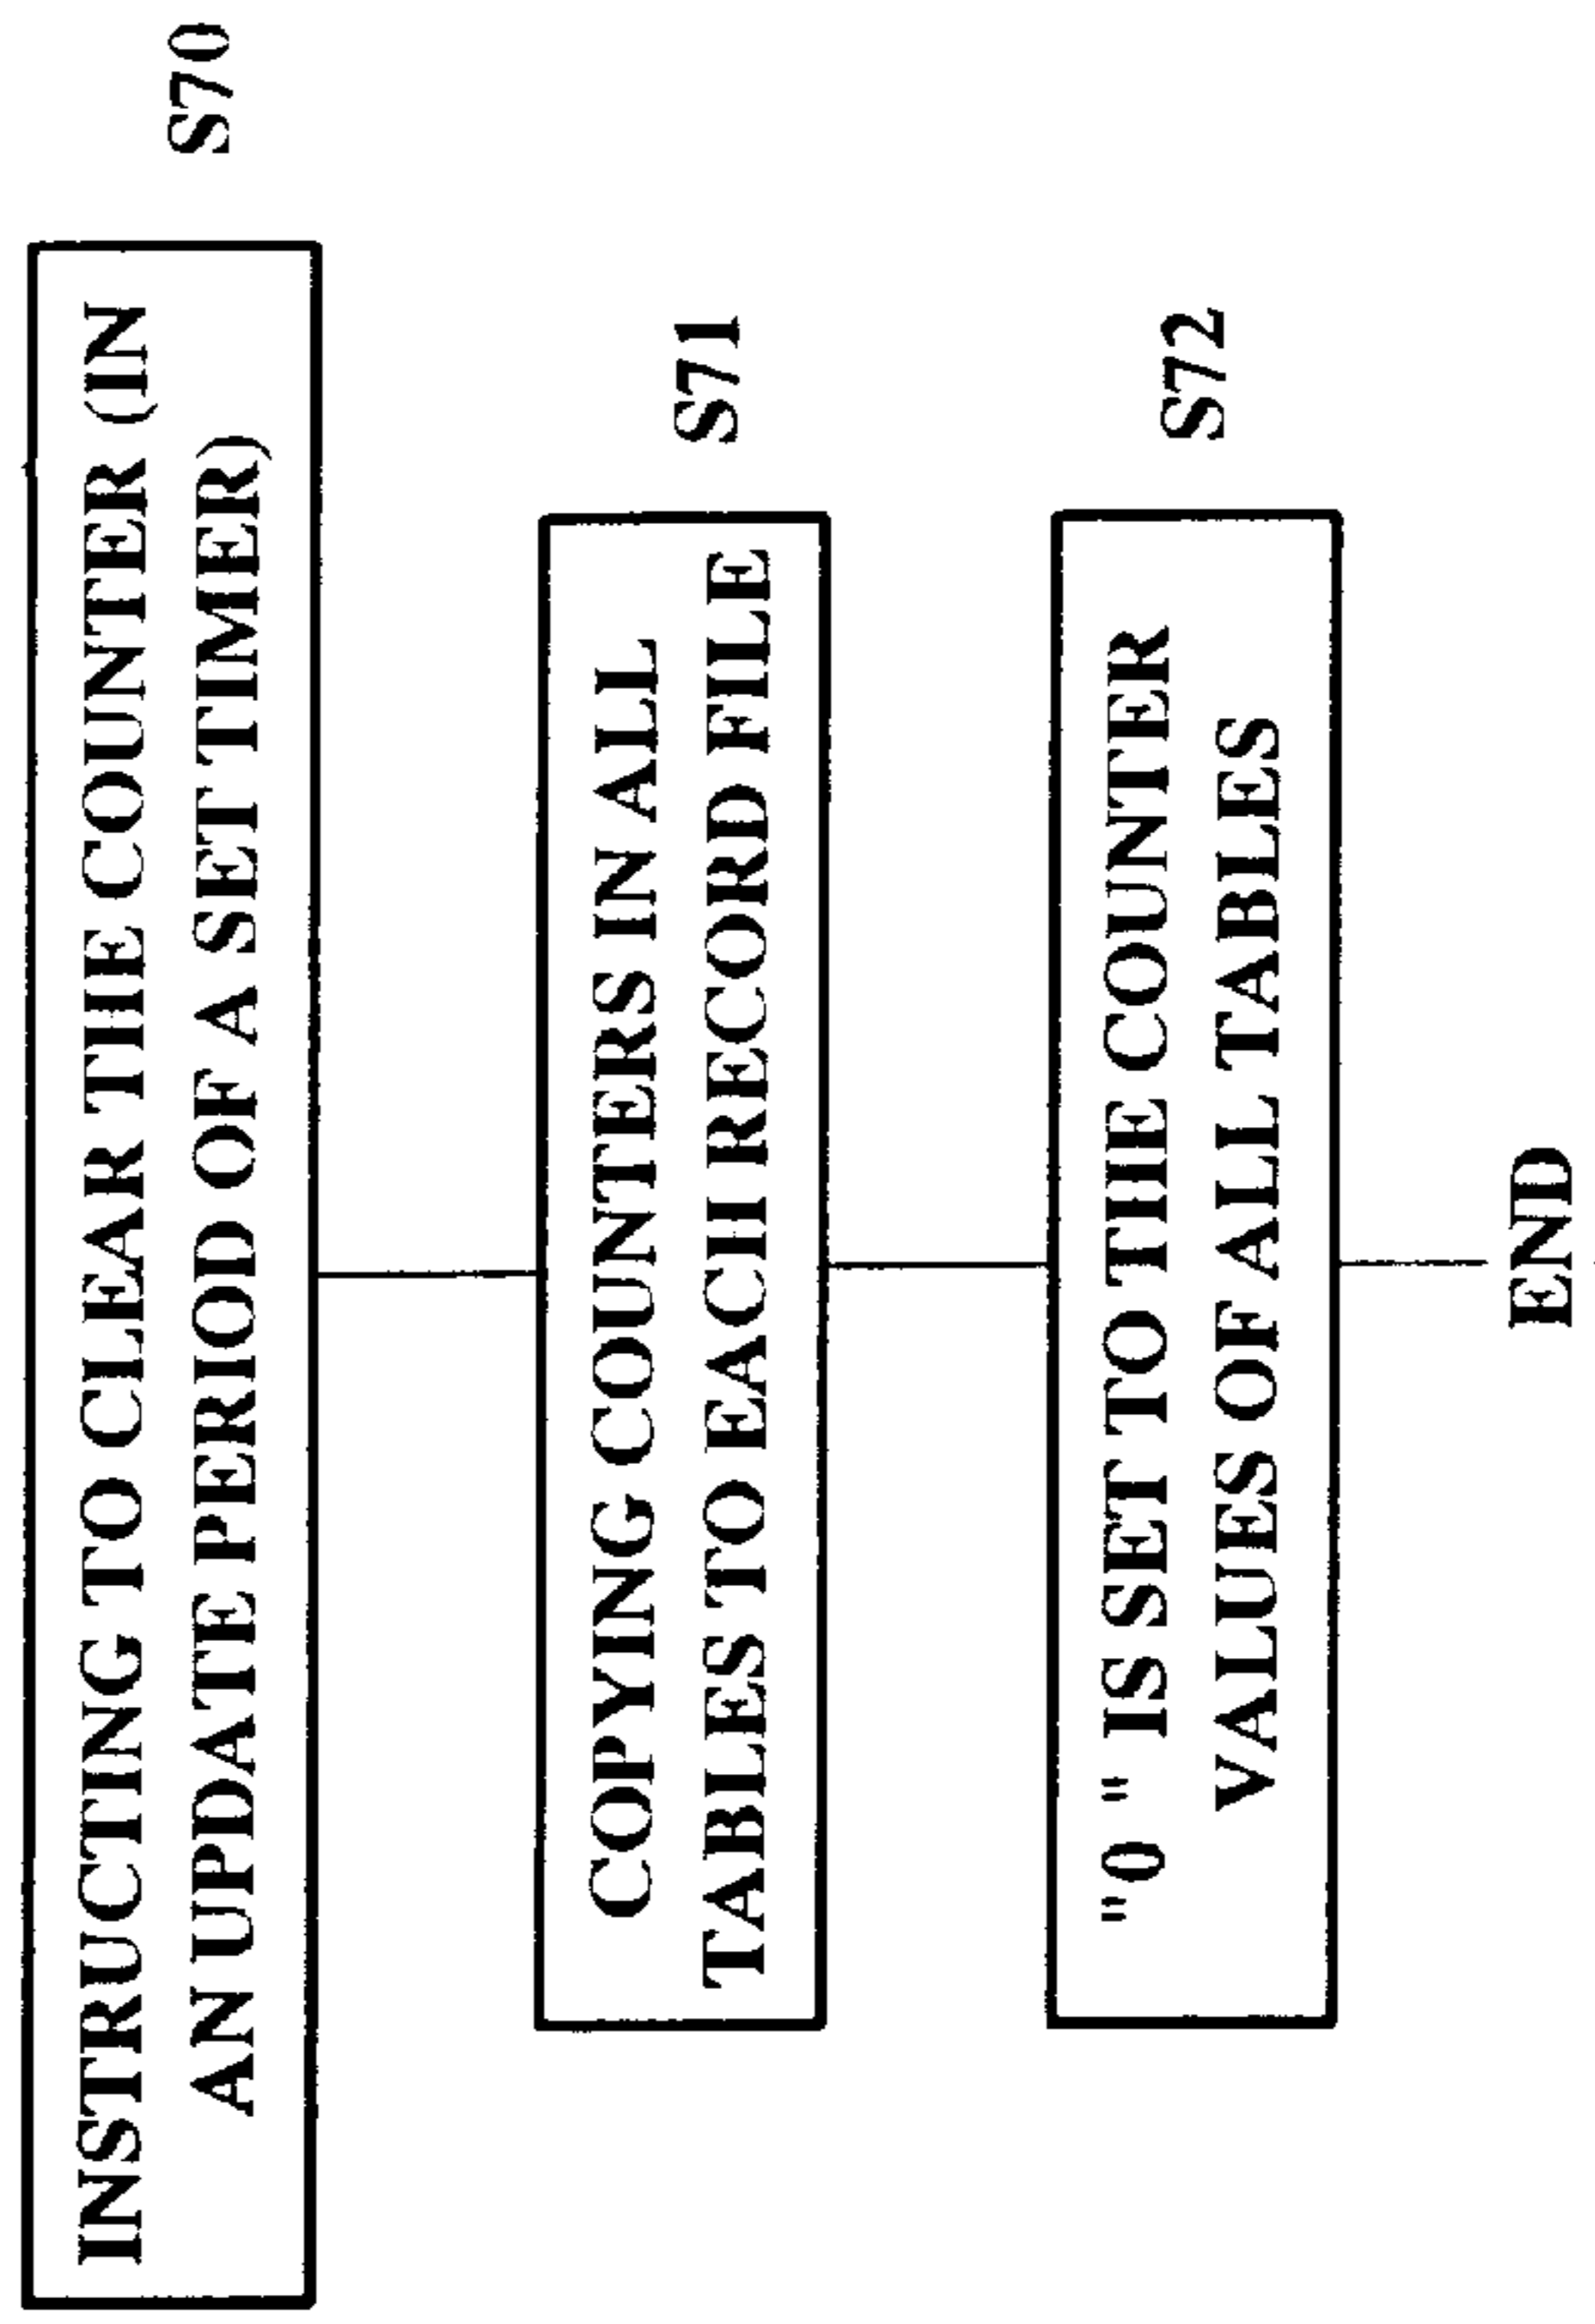 INSTRUCTING TO CLEAR THE COUNTER (IN
AN UPDATE PERIOD OF A SET TIMER)
S70
COPYING COUNTERS IN ALL
TABLES TO EACH RECORD FILE
S71
"0" IS SET TO THE COUNTER
VALUES OF ALL TABLES
S72
END